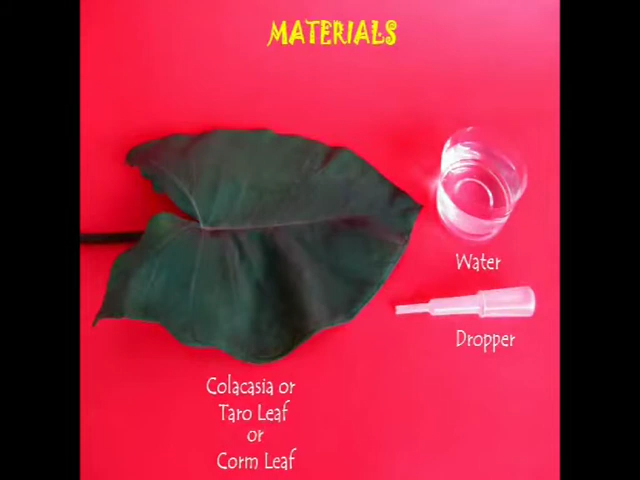 MATERIALS
Water
Dropper
Colacasia or
Taro Leaf
or
Corm Leaf